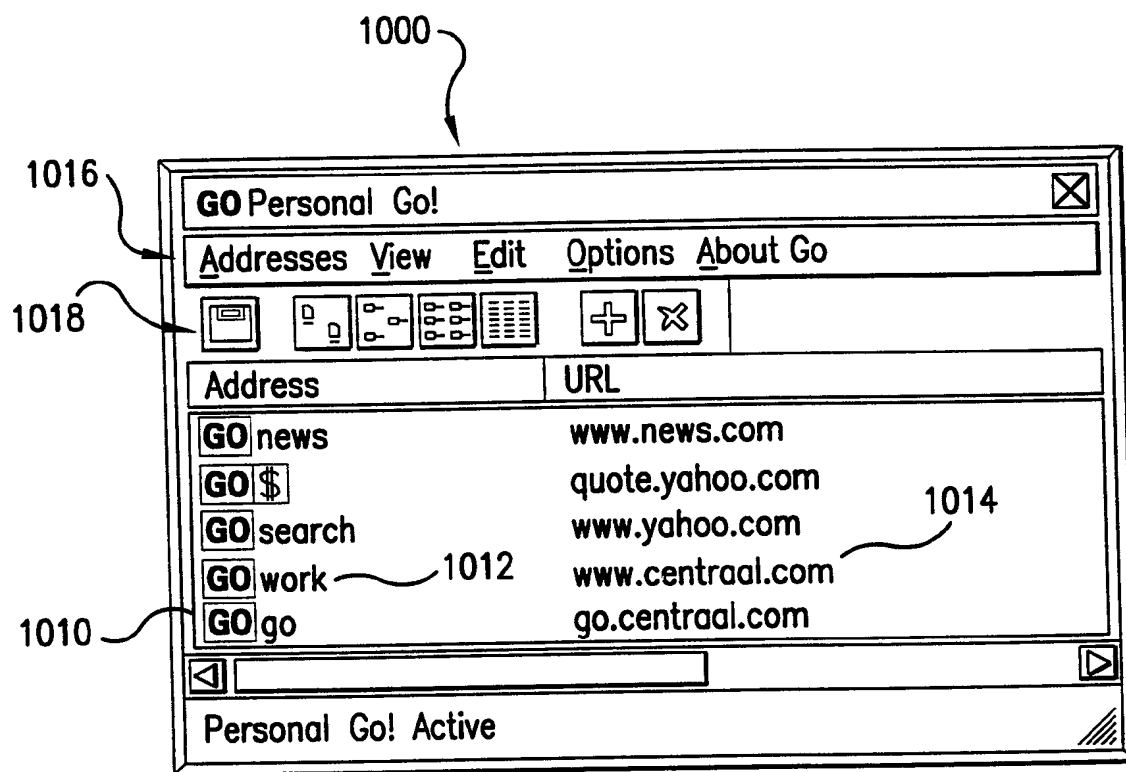 1000
1016
GO Personal Go!
Addresses View Edit Options About Go
1018
Address URL
GO news www.news.com
GO $ quote.yahoo.com
1014
GO search www.yahoo.com
GO work 1012 www.centraal.com
1010
GO go go.centraal.com
Personal Go! Active